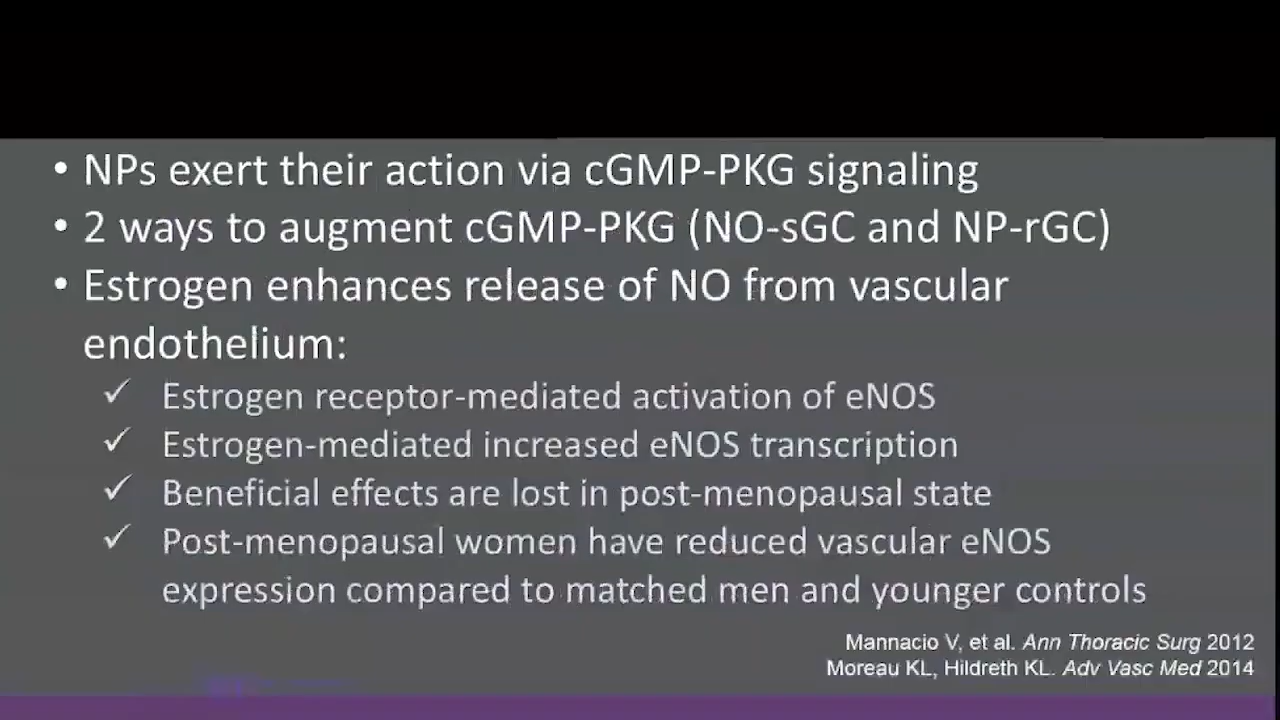 • NPs exert their action via cGMP-PKG signaling
• 2 ways to augment cGMP-PKG (NO-sGC and NP-rGC)
• Estrogen enhances release of NO from vascular
endothelium:
✓ Estrogen receptor-mediated activation of eNOS
✓ Estrogen-mediated increased eNOS transcription
✓ Beneficial effects are lost in post-menopausal state
✓ Post-menopausal women have reduced vascular eNOS
expression compared to matched men and younger controls
Mannacio V, et al. Ann Thoracic Surg 2012
Moreau KL, Hildreth KL. Adv Vasc Med 2014